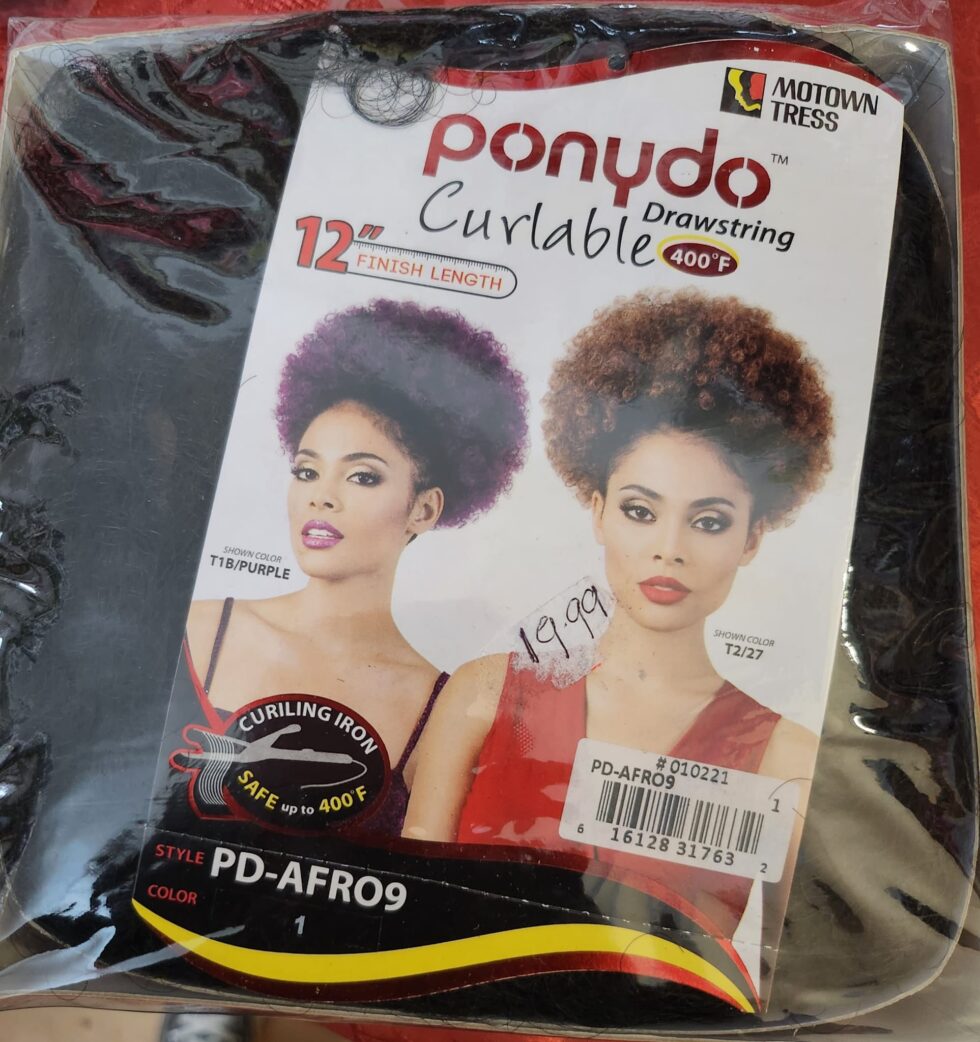 MOTOWN
TRESS
ponydo™
Curlable Drawstring
400°F
12" FINISH LENGTH
SHOWN COLOR
T1B/PURPLE
19.99
SHOWN COLOR
T2/27
CURILING IRON
SAFE up to 400°F
#010221
PD-AFRO9 1
6 16128 31763 2
STYLE PD-AFRO9
COLOR
1